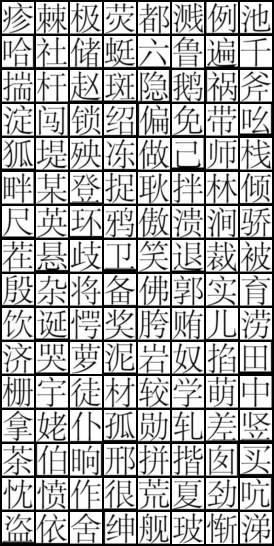 疹棘极荧都溅例池
哈社储蜓六鲁遍千
揣杆赵斑隐鹅祸斧
淀闯锁绍偏免带吆
狐堤殃冻做己师栈
畔某登捉耿拌林倾
尺英环鸦傲溃涧骄
茬悬歧卫笑退裁被
殷杂将备佛郭实育
饮诞愕奖胯贿儿涝
济哭萝泥岩奴掐田
栅宇徒材较学萌中
拿姥仆孤勋轧差竖
茶伯晌邢拼揩囱买
忱愤作很荒夏劲吭
盗依舍绅舰玻惭涕